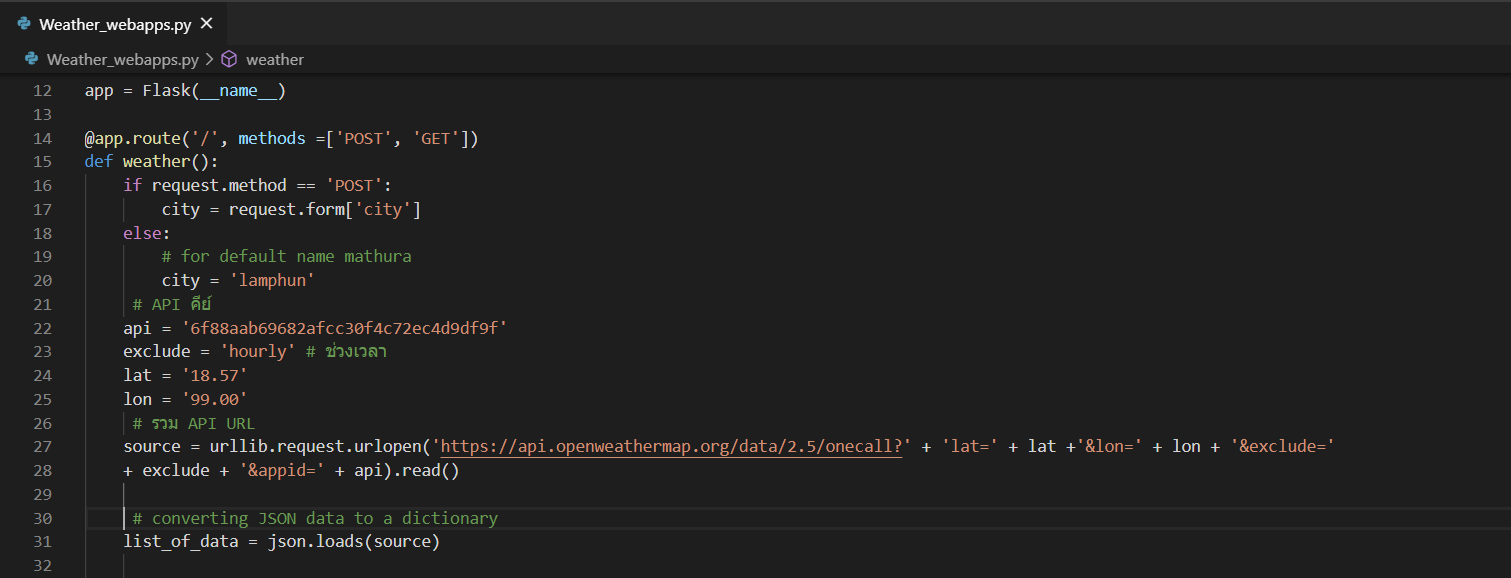 Weather_webapps.py
Weather_webapps.py > weather
12 app = Flask(__name__)
13
14 @app.route('/', methods =['POST', 'GET'])
15 def weather():
16 if request.method == 'POST':
17 city = request.form['city']
18 else:
19 # for default name mathura
20 city = 'lamphun'
21 # API คีย์
22 api = '6f88aab69682afcc30f4c72ec4d9df9f'
23 exclude = 'hourly' # ช่วงเวลา
24 lat = '18.57'
25 lon = '99.00'
26 # รวม API URL
27 source = urllib.request.urlopen('https://api.openweathermap.org/data/2.5/onecall?' + 'lat=' + lat +'&lon=' + lon + '&exclude='
28 + exclude + '&appid=' + api).read()
29
30 # converting JSON data to a dictionary
31 list_of_data = json.loads(source)
32